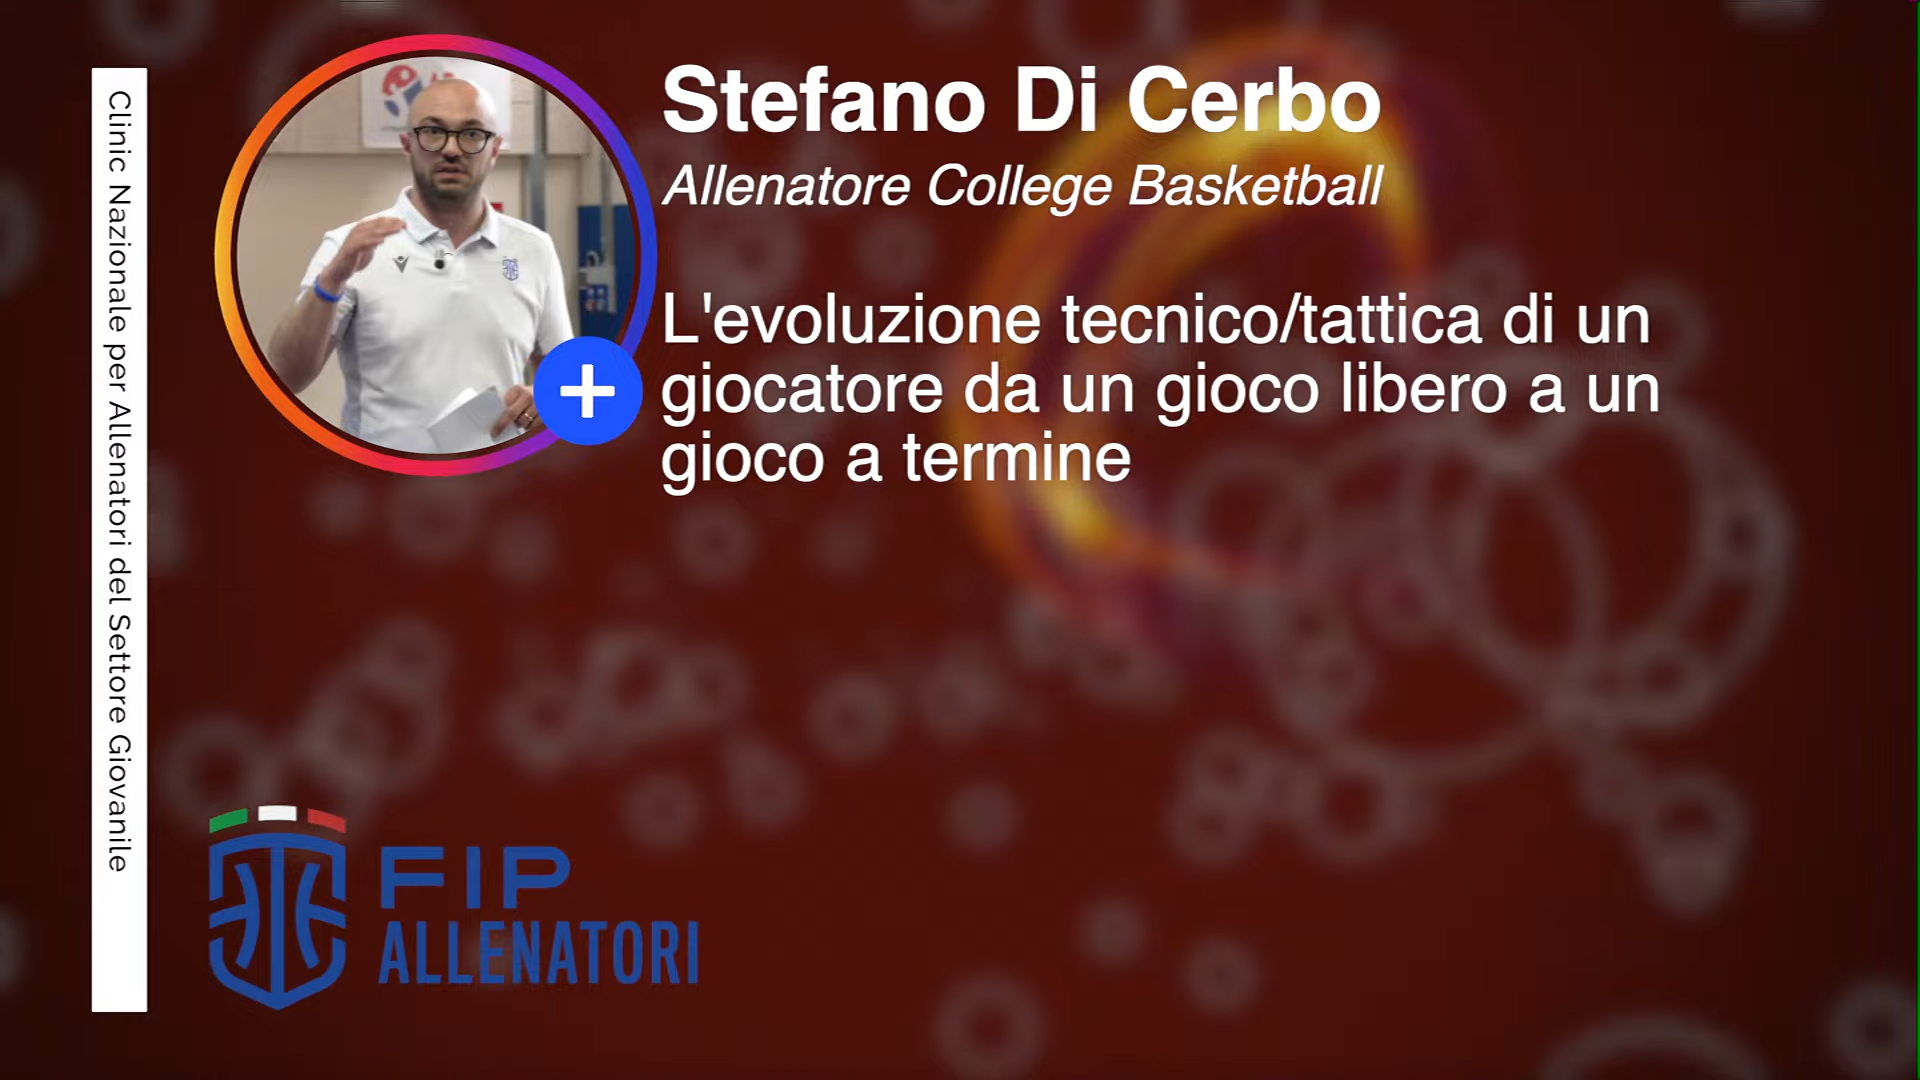 Clinic Nazionale per Allenatori del Settore Giovanile
Stefano Di Cerbo
Allenatore College Basketball
L'evoluzione tecnico/tattica di un
giocatore da un gioco libero a un
gioco a termine
FIP
ALLENATORI